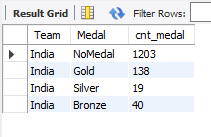 Result Grid Filter Rows:
Team Medal cnt_medal
India NoMedal 1203
India Gold 138
India Silver 19
India Bronze 40